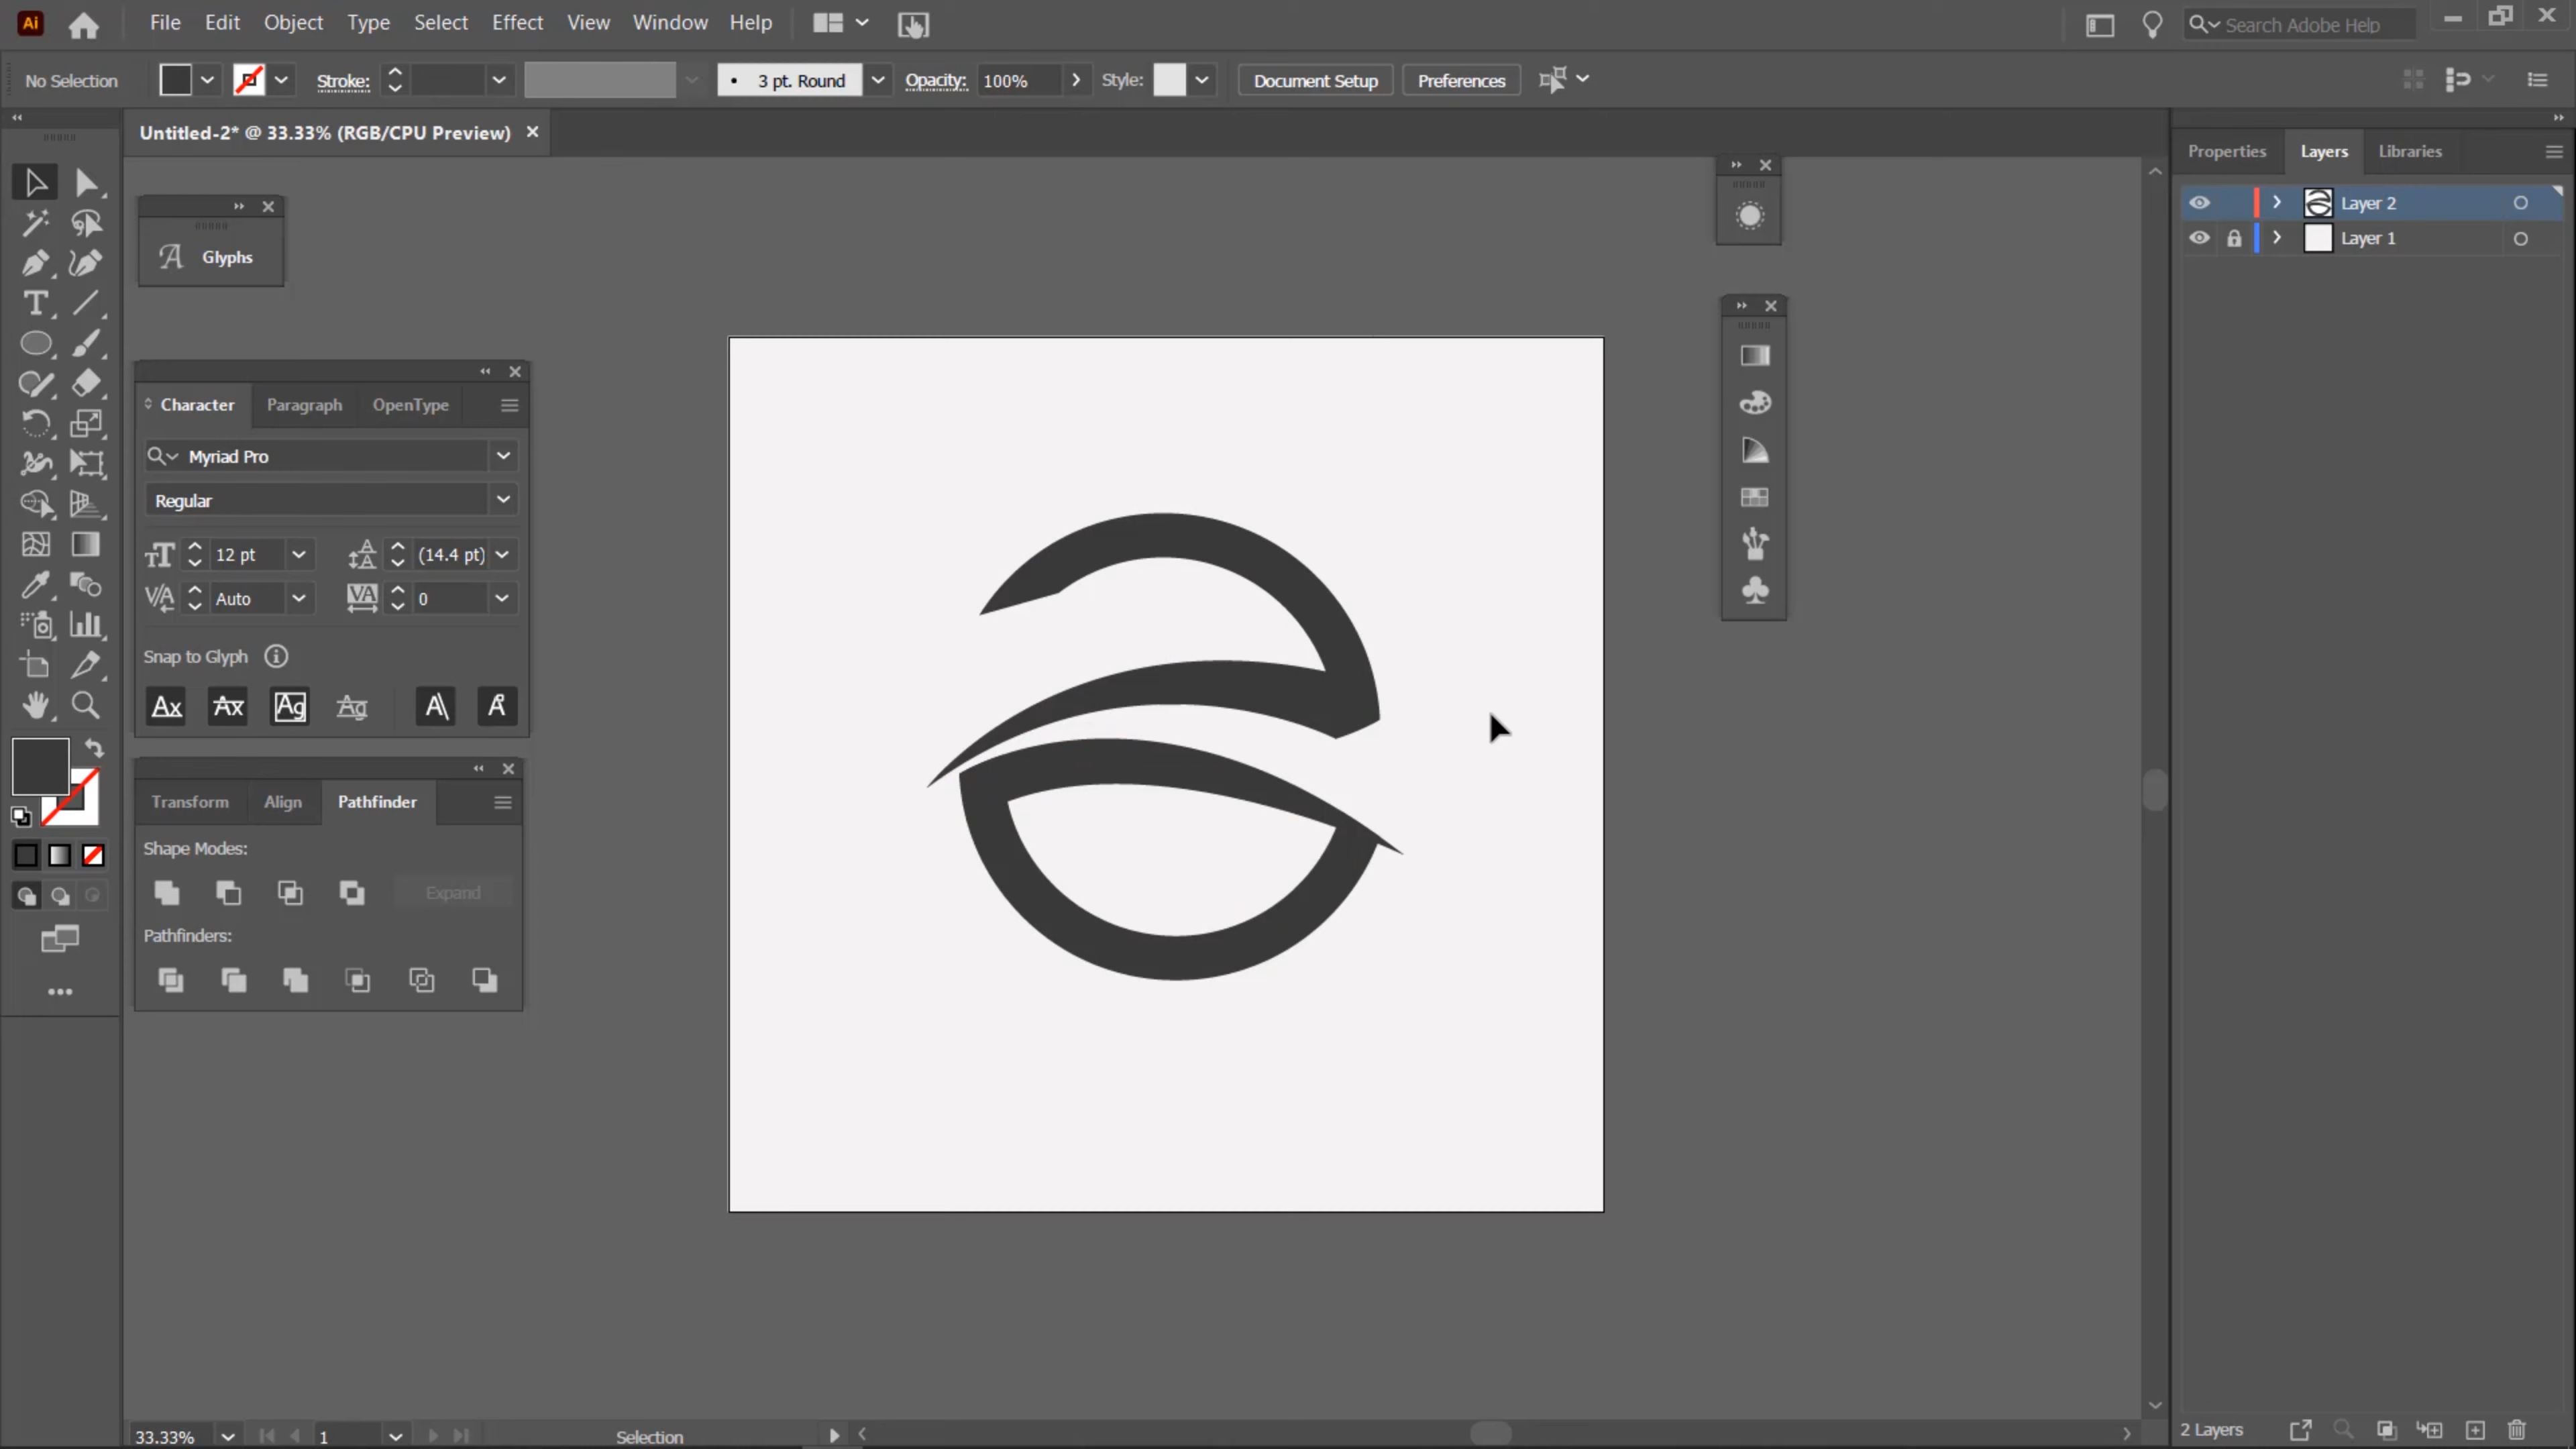 Ai File Edit Object Type Select Effect View Window Help Search Adobe Help
No Selection Stroke: 3 pt. Round Opacity: 100% Style: Document Setup Preferences
Untitled-2* @ 33.33% (RGB/CPU Preview)
Properties Layers Libraries
Layer 2
Layer 1
Glyphs
Character Paragraph OpenType
Myriad Pro
Regular
12 pt (14.4 pt)
Auto 0
Snap to Glyph
Transform Align Pathfinder
Shape Modes:
Expand
Pathfinders:
33.33% 1 Selection 2 Layers